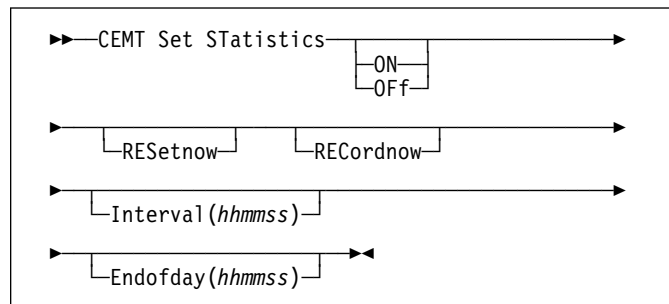 CEMT Set STatistics
ON
OFf
RESetnow RECordnow
Interval(hhmmss)
Endofday(hhmmss)